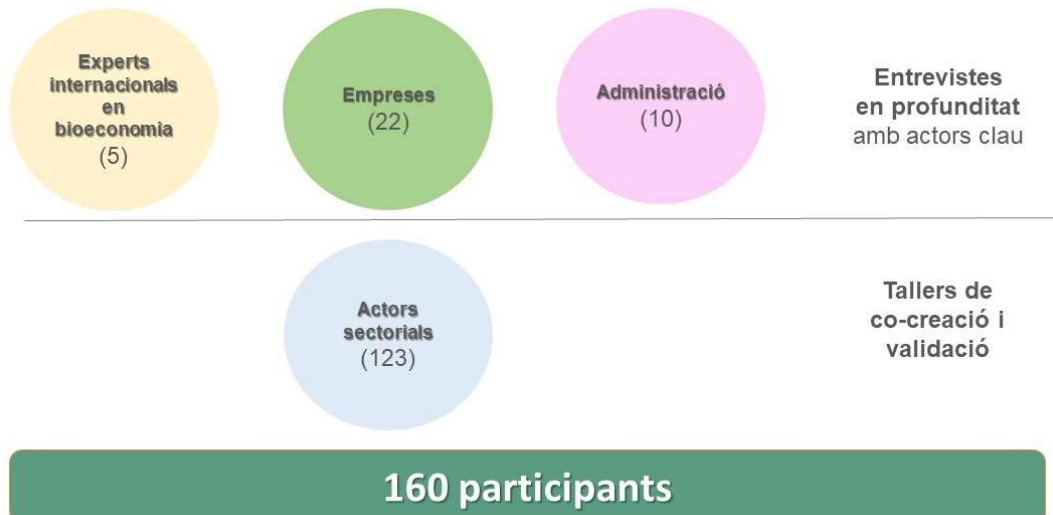 Experts
internacionals
en
bioeconomia
(5)
Empreses
(22)
Administració
(10)
Entrevistes
en profunditat
amb actors clau
Actors
sectorials
(123)
Tallers de
co-creació i
validació
160 participants